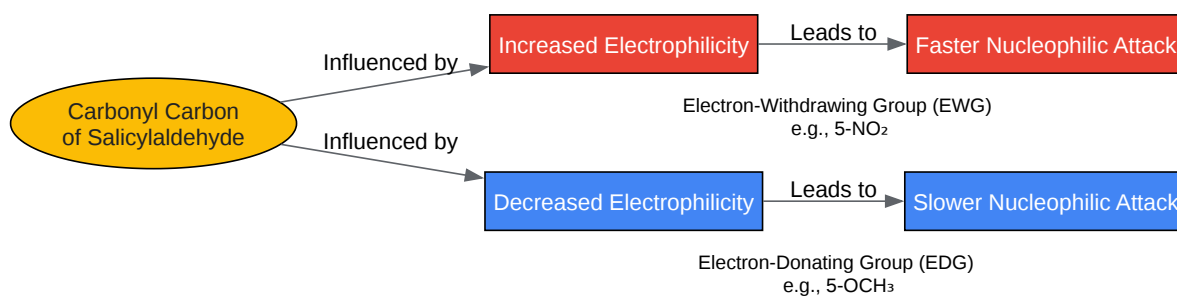 Carbonyl Carbon
of Salicylaldehyde
Influenced by
Increased Electrophilicity
Leads to
Faster Nucleophilic Attack
Electron-Withdrawing Group (EWG)
e.g., 5-NO₂
Influenced by
Decreased Electrophilicity
Leads to
Slower Nucleophilic Attack
Electron-Donating Group (EDG)
e.g., 5-OCH₃